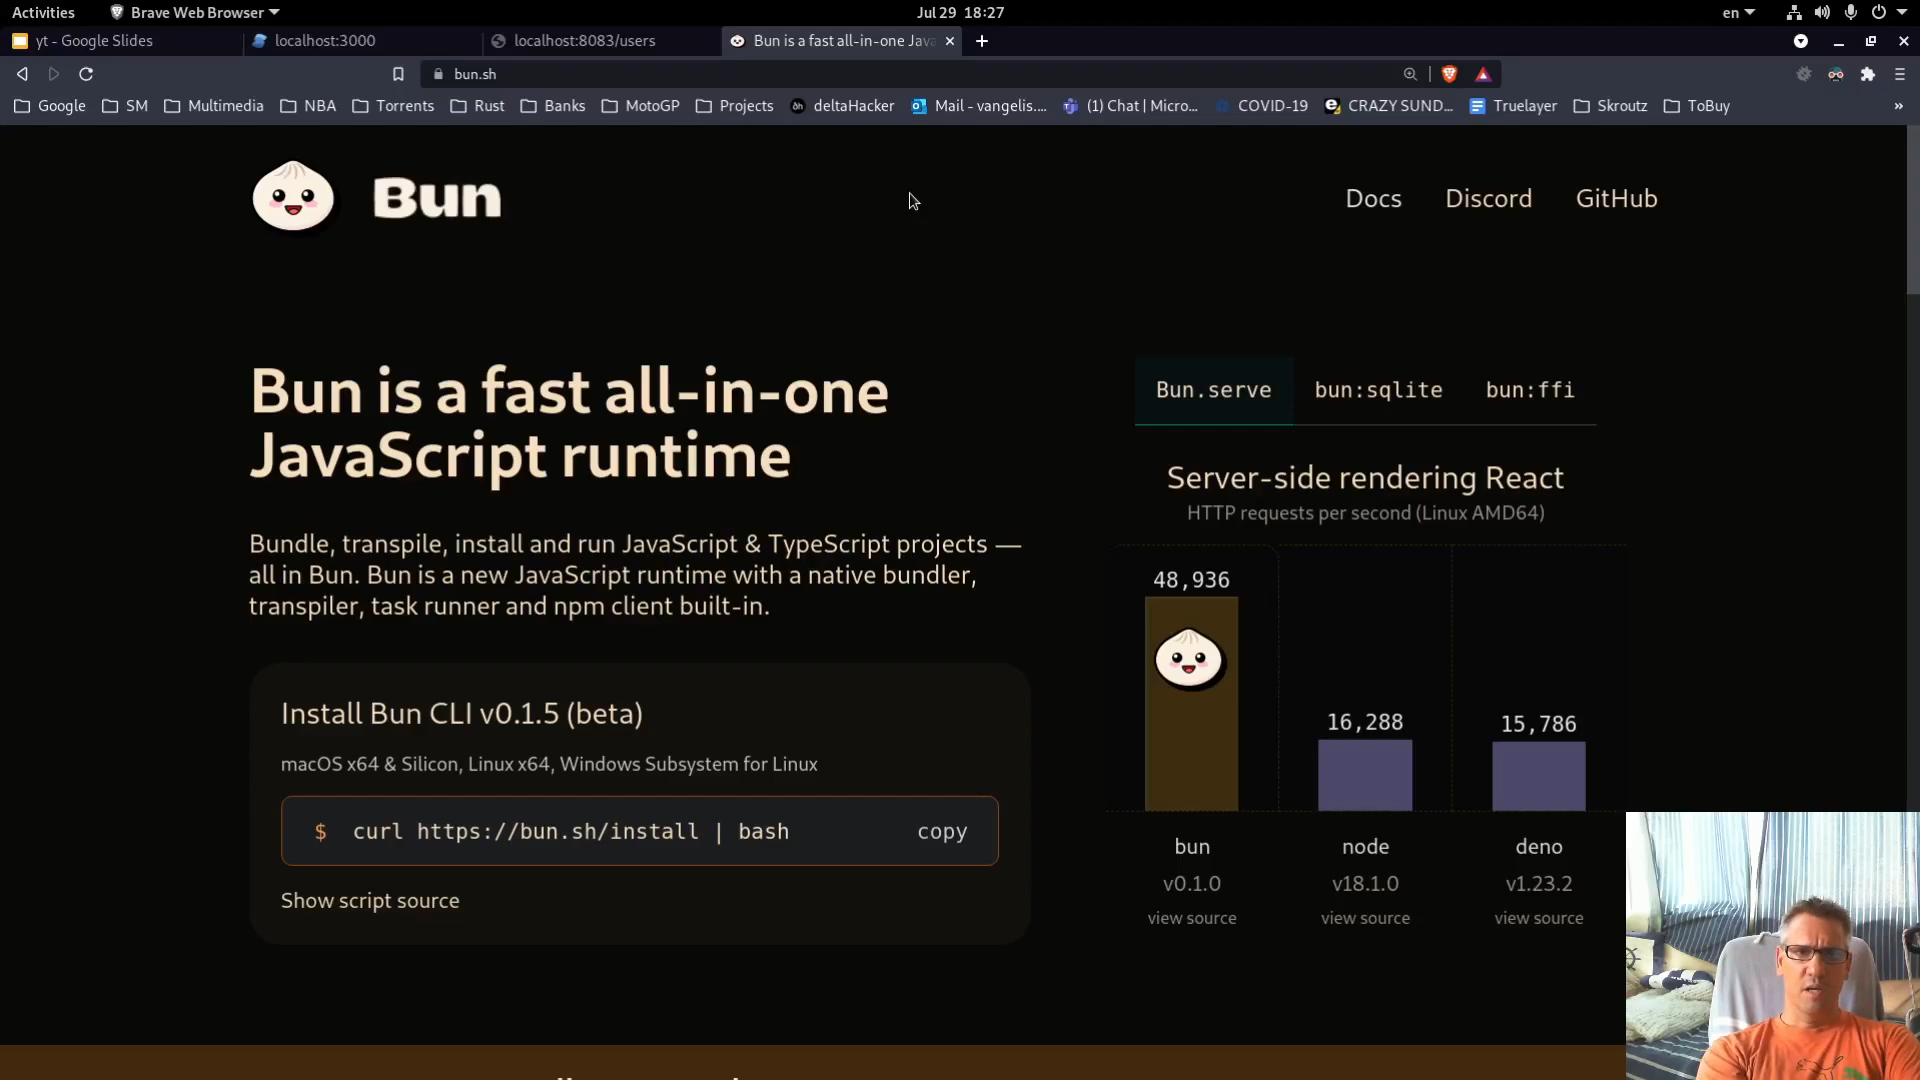 Activities
Brave Web Browser
Jul 29 18:27
en
yt - Google Slides
localhost:3000
localhost:8083/users
Bun is a fast all-in-one Java
bun.sh
Google
SM
Multimedia
NBA
Torrents
Rust
Banks
MotoGP
Projects
deltaHacker
Mail - vangelis....
(1) Chat | Micro...
COVID-19
CRAZY SUND...
Truelayer
Skroutz
ToBuy
»
Bun
Docs
Discord
GitHub
Bun is a fast all-in-one
JavaScript runtime
Bundle, transpile, install and run JavaScript & TypeScript projects —
all in Bun. Bun is a new JavaScript runtime with a native bundler,
transpiler, task runner and npm client built-in.
Install Bun CLI v0.1.5 (beta)
macOS x64 & Silicon, Linux x64, Windows Subsystem for Linux
$ curl https://bun.sh/install | bash
copy
Show script source
Bun.serve
bun:sqlite
bun:ffi
Server-side rendering React
HTTP requests per second (Linux AMD64)
48,936
16,288
15,786
bun
node
deno
v0.1.0
v18.1.0
v1.23.2
view source
view source
view source